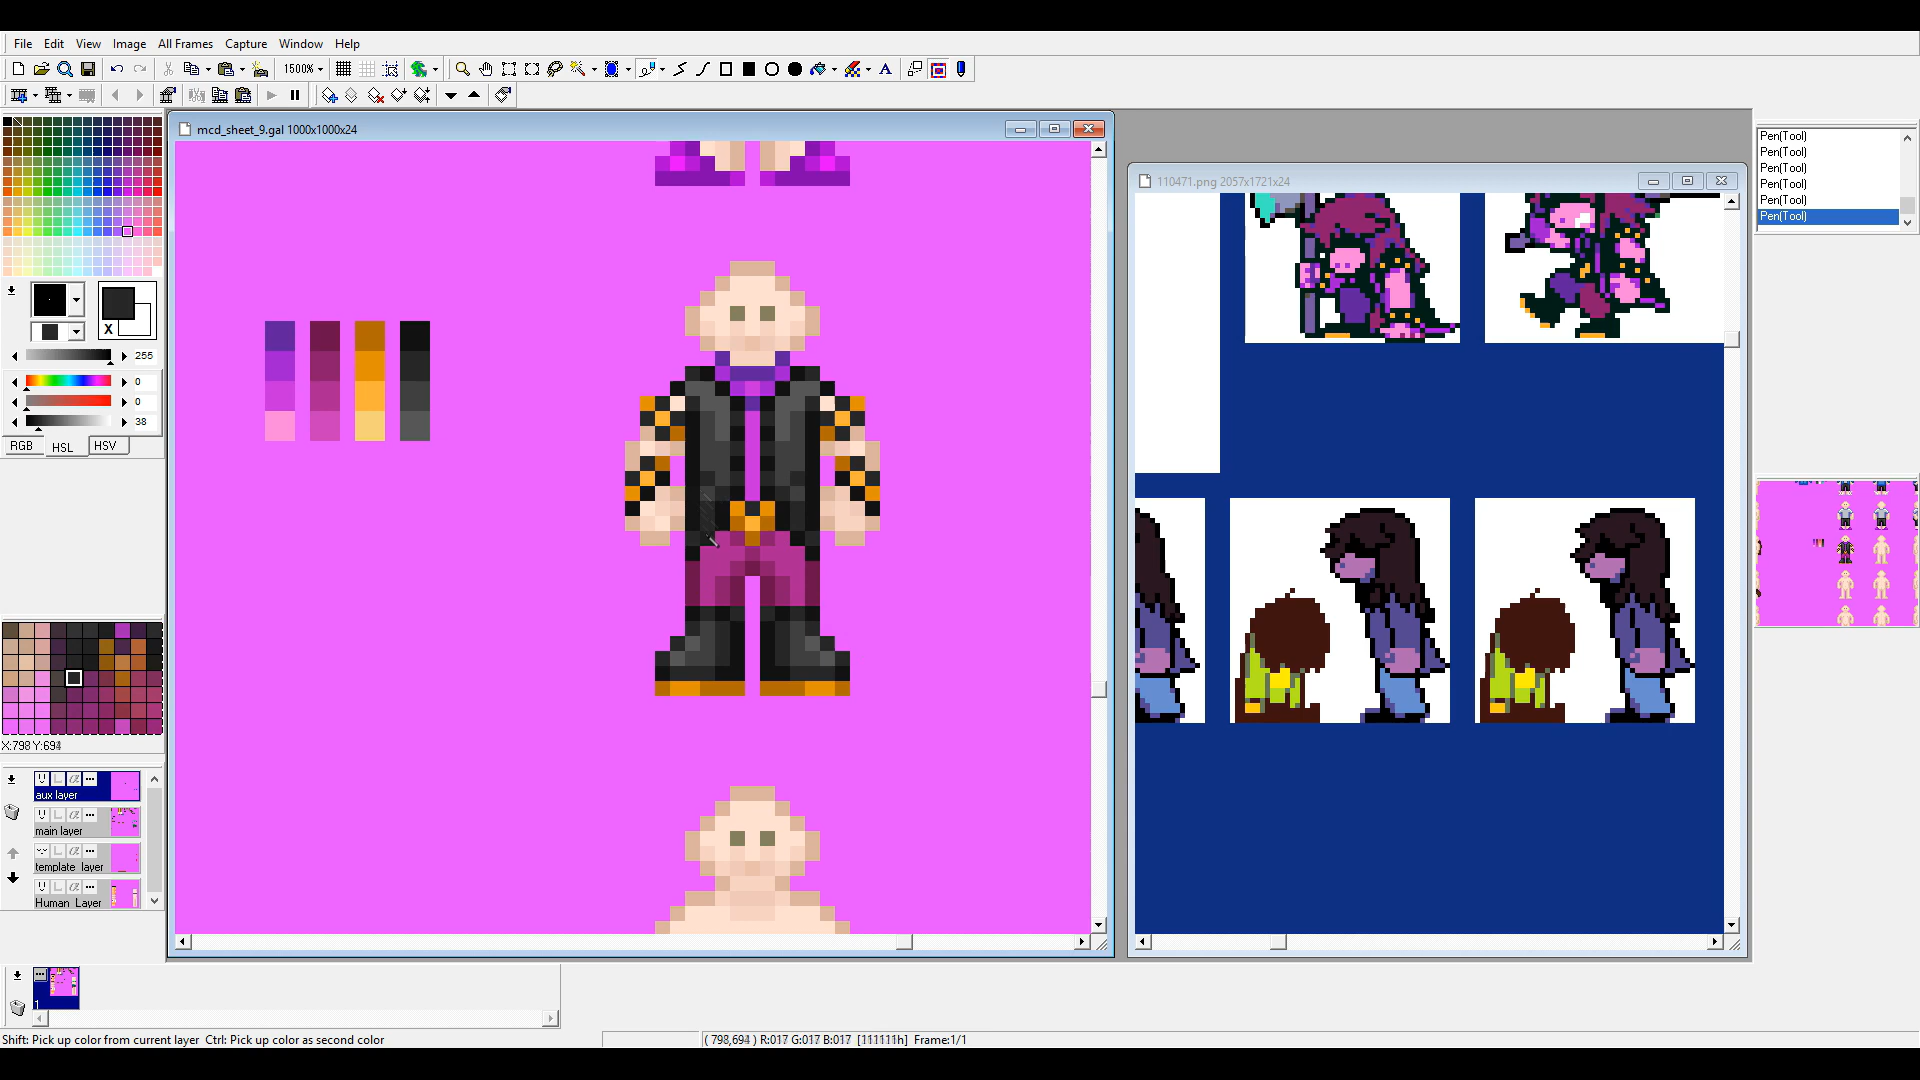 File Edit View Image All Frames Capture Window Help
1500%
A
mcd_sheet_9.gal 1000x1000x24
110471.png 2057x1721x24
Pen(Tool)
Pen(Tool)
Pen(Tool)
Pen(Tool)
Pen(Tool)
Pen(Tool)
X
255
0
0
38
RGB HSL HSV
X:798 Y:694
aux layer
main layer
template layer
Human Layer
1
Shift: Pick up color from current layer Ctrl: Pick up color as second color
( 798,694 ) R:017 G:017 B:017 [111111h] Frame:1/1